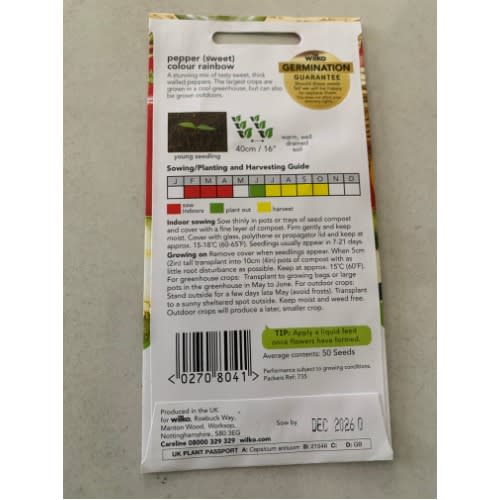 pepper (sweet)
colour rainbow
A stunning mix of tasty sweet, thick
walled peppers. The largest crops are
grown in a cool greenhouse, but can also
be grown outdoors.
wilko
GERMINATION
GUARANTEE
young seedling
40cm / 16"
warm, well
drained
soil
Sowing/Planting and Harvesting Guide
J F M A M J J A S O N D
sow
indoors
plant out
harvest
Indoor sowing Sow thinly in pots or trays of seed compost
and cover with a fine layer of compost. Firm gently and keep
moist. Cover with glass, polythene or propagator lid and keep at
approx. 15-18°C (60-65°F). Seedlings usually appear in 7-21 days.
Growing on Remove cover when seedlings appear. When 5cm
(2in) tall transplant into 10cm (4in) pots of compost with as
little root disturbance as possible. Keep at approx. 15°C (60°F).
For greenhouse crops: Transplant to growing bags or large
pots in the greenhouse in May to June. For outdoor crops:
Stand outside for a few days late May (avoid frosts). Transplant
to a sunny sheltered spot outside. Keep moist and weed free.
Outdoor crops will produce a later, smaller crop.
TIP: Apply a liquid feed
once flowers have formed.
Average contents: 50 Seeds
Performance subject to growing conditions.
Packers Ref: 735
<0270 8041>
Produced in the UK
for wilko, Roebuck Way,
Manton Wood, Worksop,
Nottinghamshire, S80 3EG
Careline 08000 329 329 wilko.com
Sow by
DEC 2026 0
UK PLANT PASSPORT A: Capsicum annuum B: 21046 C: D: GB